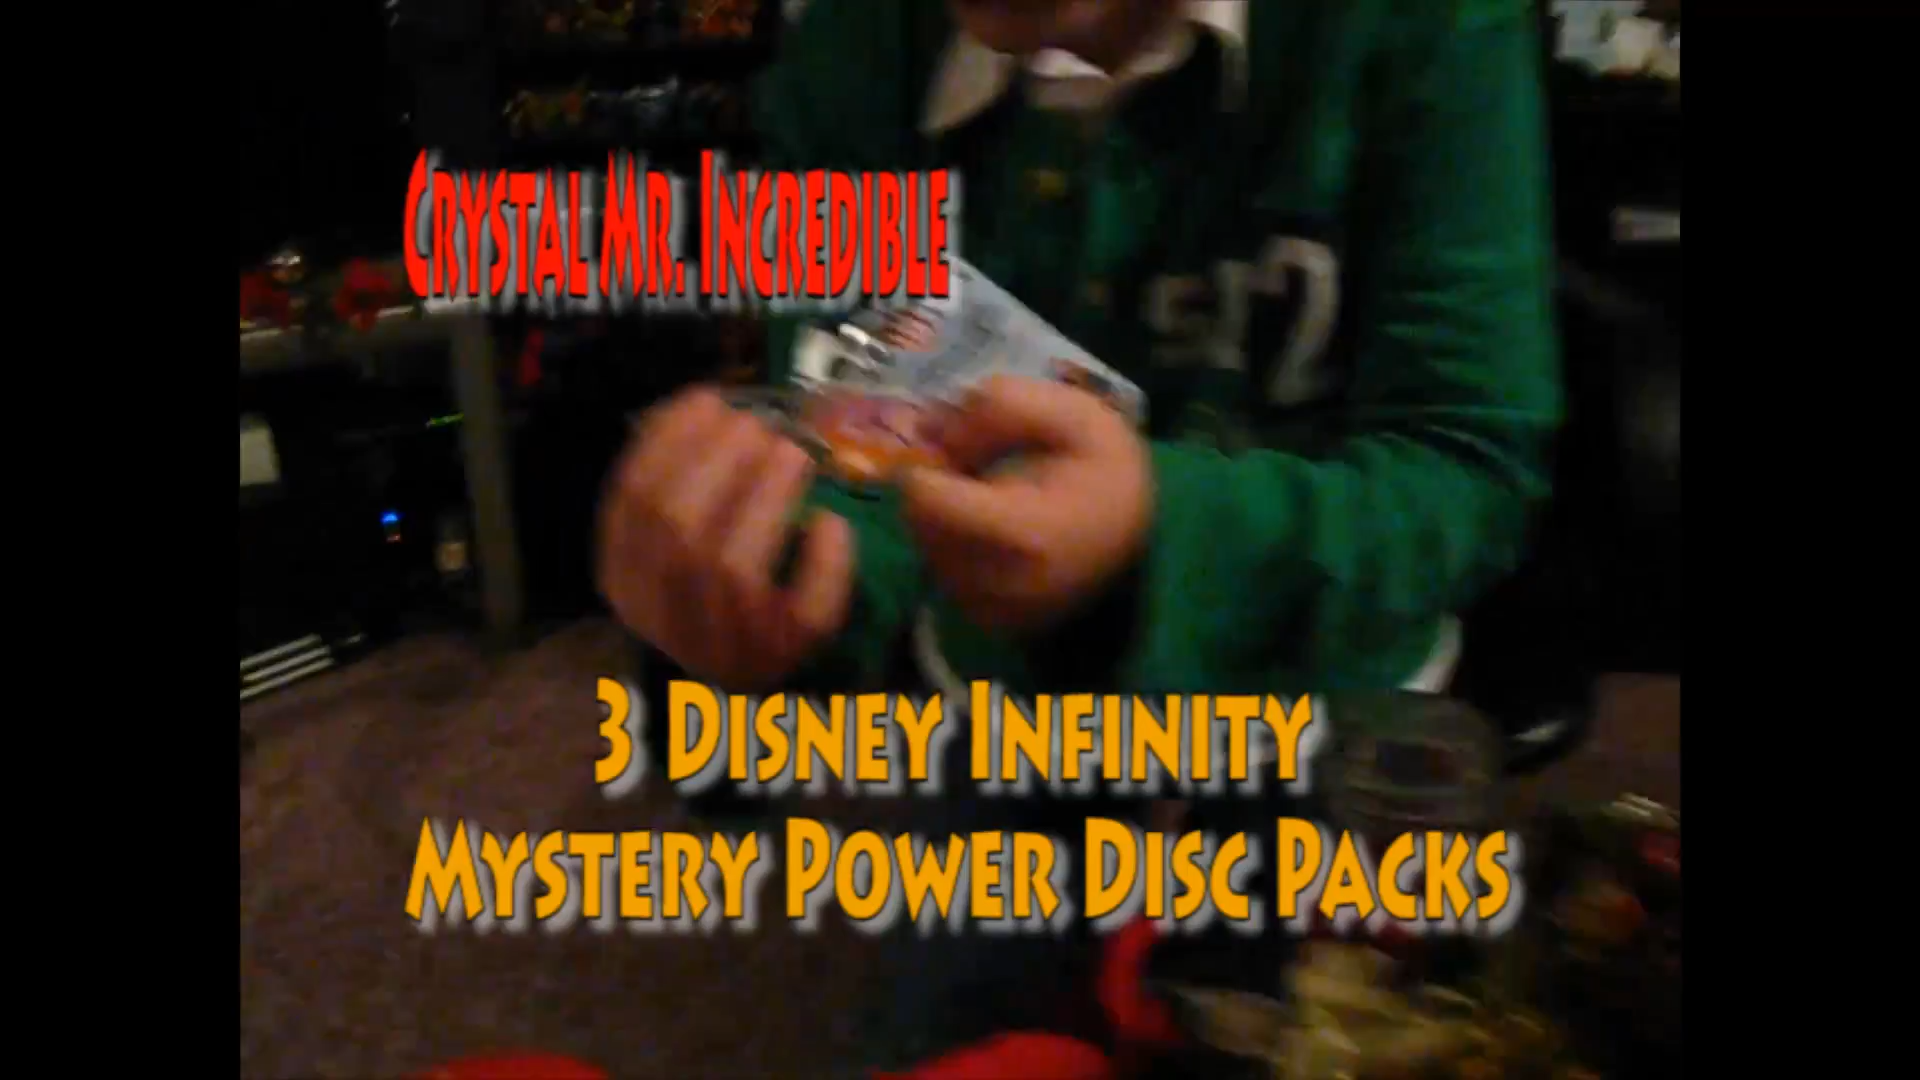 Crystal Mr. Incredible
3 Disney Infinity
Mystery Power Disc Packs